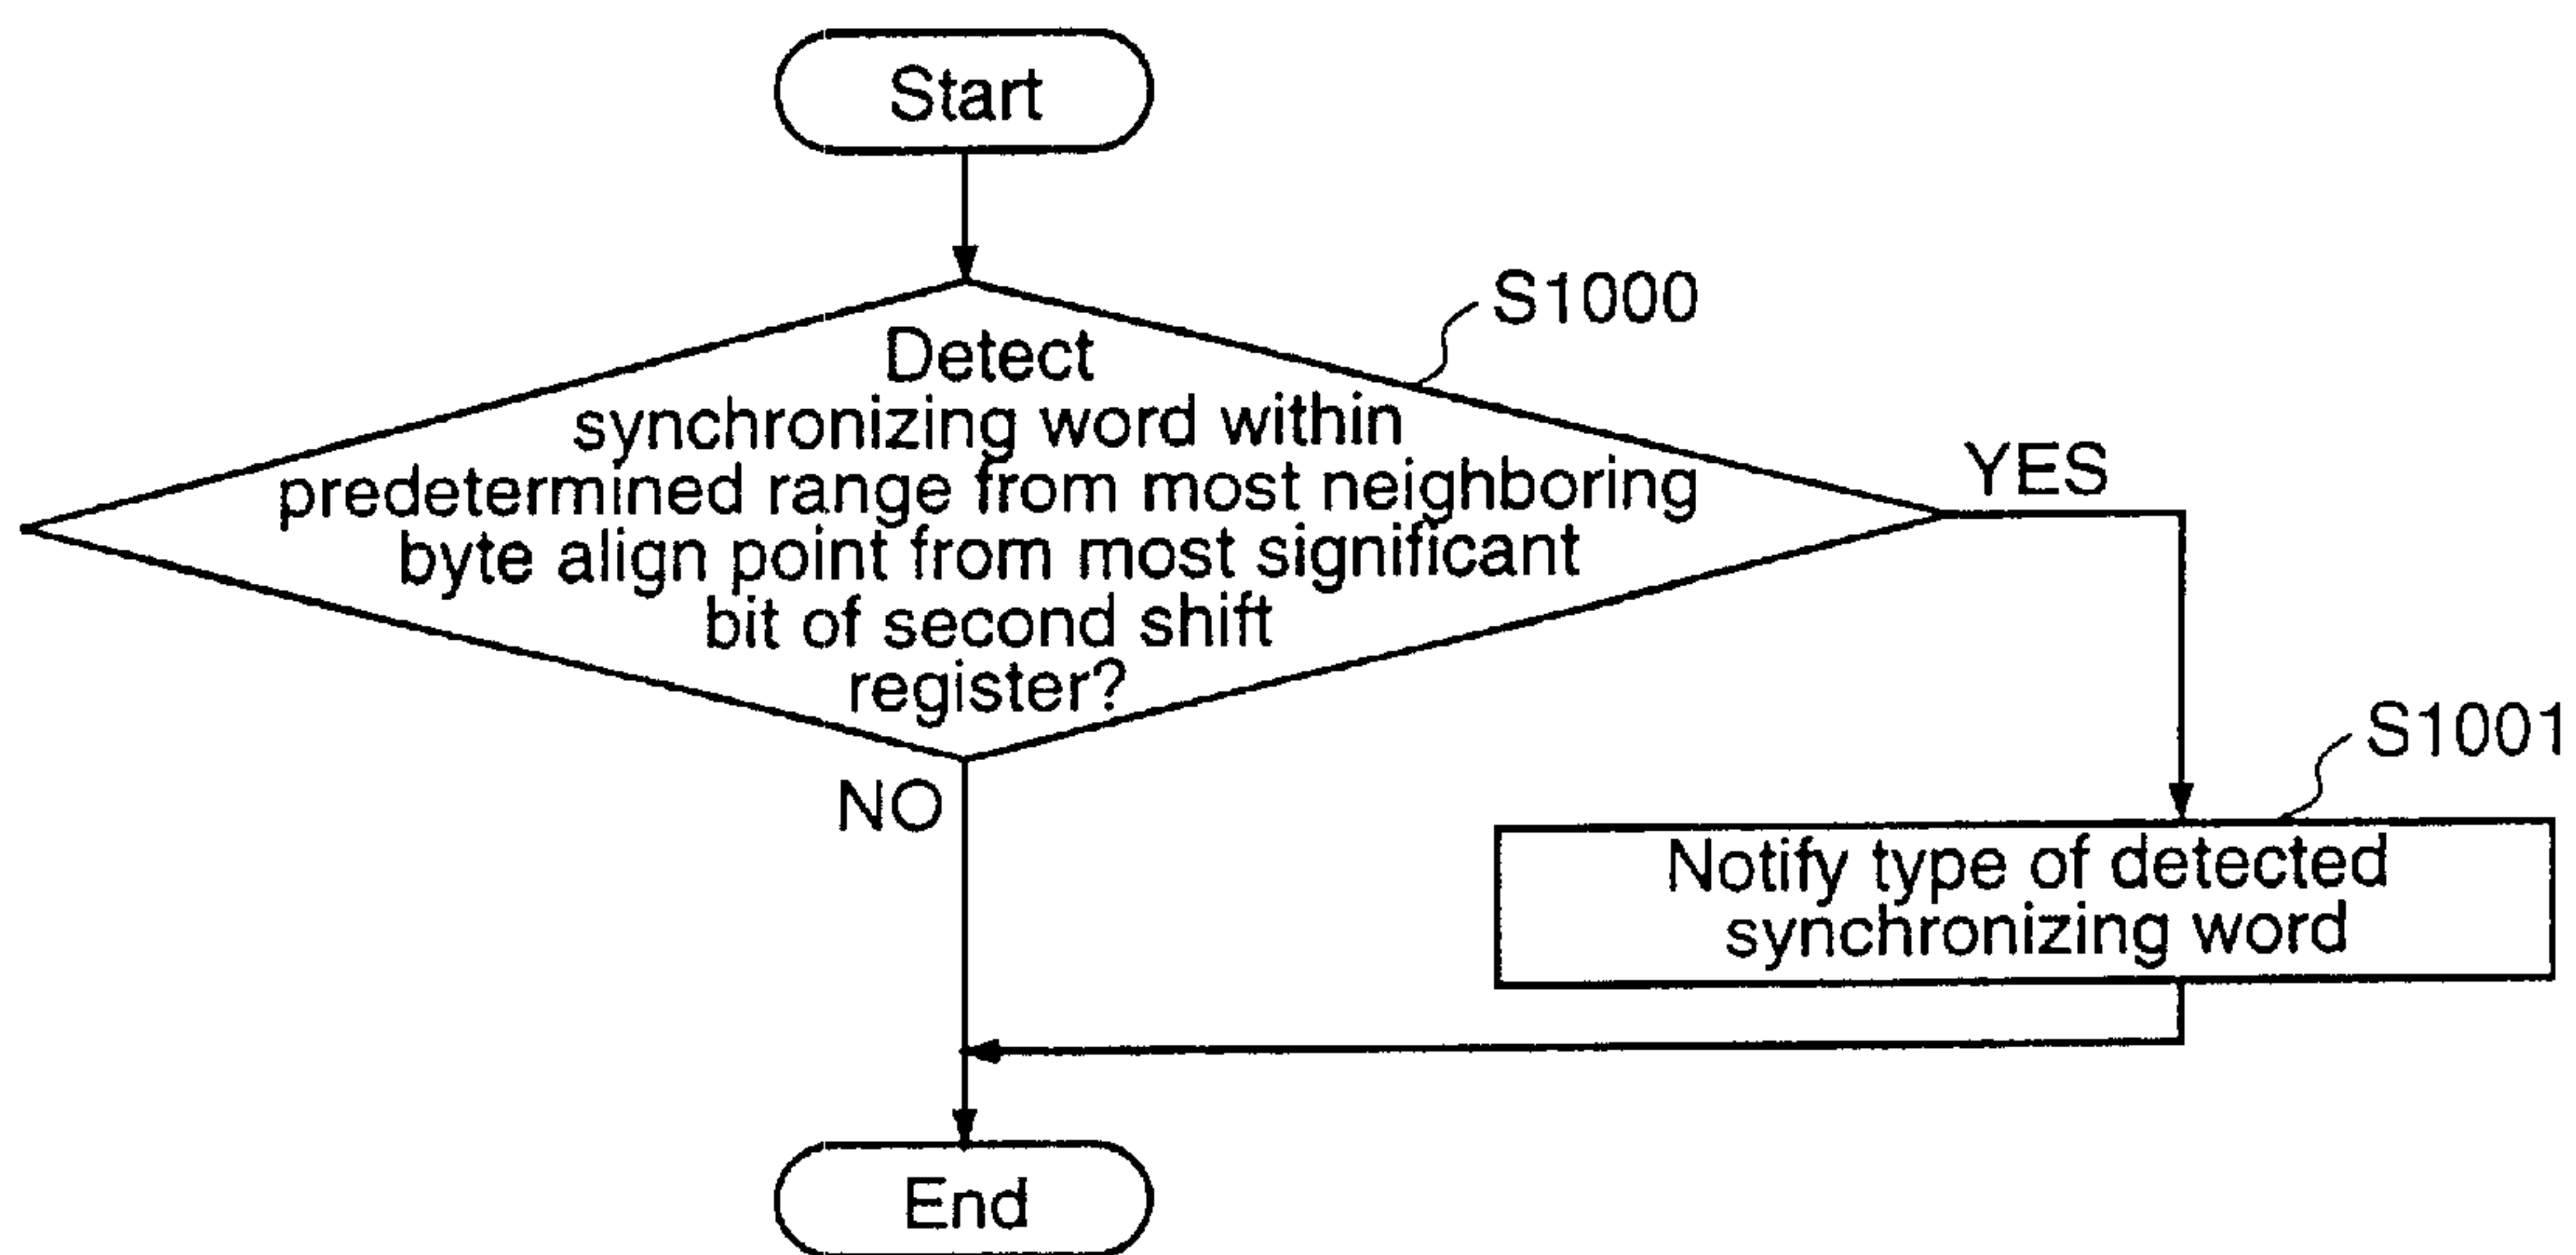 Start
S1000
Detect
synchronizing word within
predetermined range from most neighboring
byte align point from most significant
bit of second shift
register?
YES
NO
S1001
Notify type of detected
synchronizing word
End